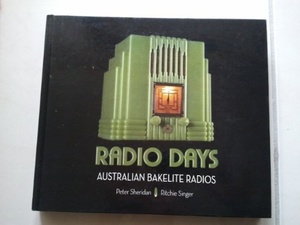 RADIO DAYS
AUSTRALIAN BAKELITE RADIOS
Peter Sheridan Ritchie Singer